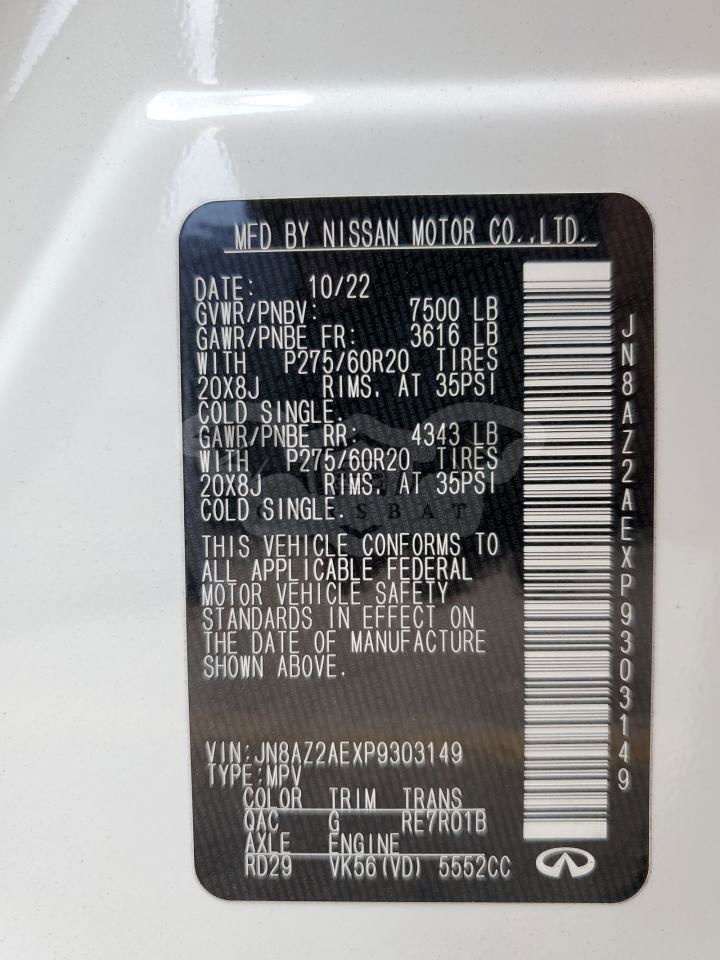 MFD BY NISSAN MOTOR CO.,LTD.
DATE: 10/22
GVWR/PNBV: 7500 LB
GAWR/PNBE FR: 3616 LB
WITH P275/60R20 TIRES
20X8J RIMS, AT 35PSI
COLD SINGLE.
GAWR/PNBE RR: 4343 LB
WITH P275/60R20 TIRES
20X8J RIMS, AT 35PSI
COLD SINGLE.
THIS VEHICLE CONFORMS TO
ALL APPLICABLE FEDERAL
MOTOR VEHICLE SAFETY
STANDARDS IN EFFECT ON
THE DATE OF MANUFACTURE
SHOWN ABOVE.
VIN:JN8AZ2AEXP9303149
TYPE:MPV
COLOR TRIM TRANS
QAC G RE7R01B
AXLE ENGINE
RD29 VK56(VD) 5552CC
JN8AZ2AEXP9303149